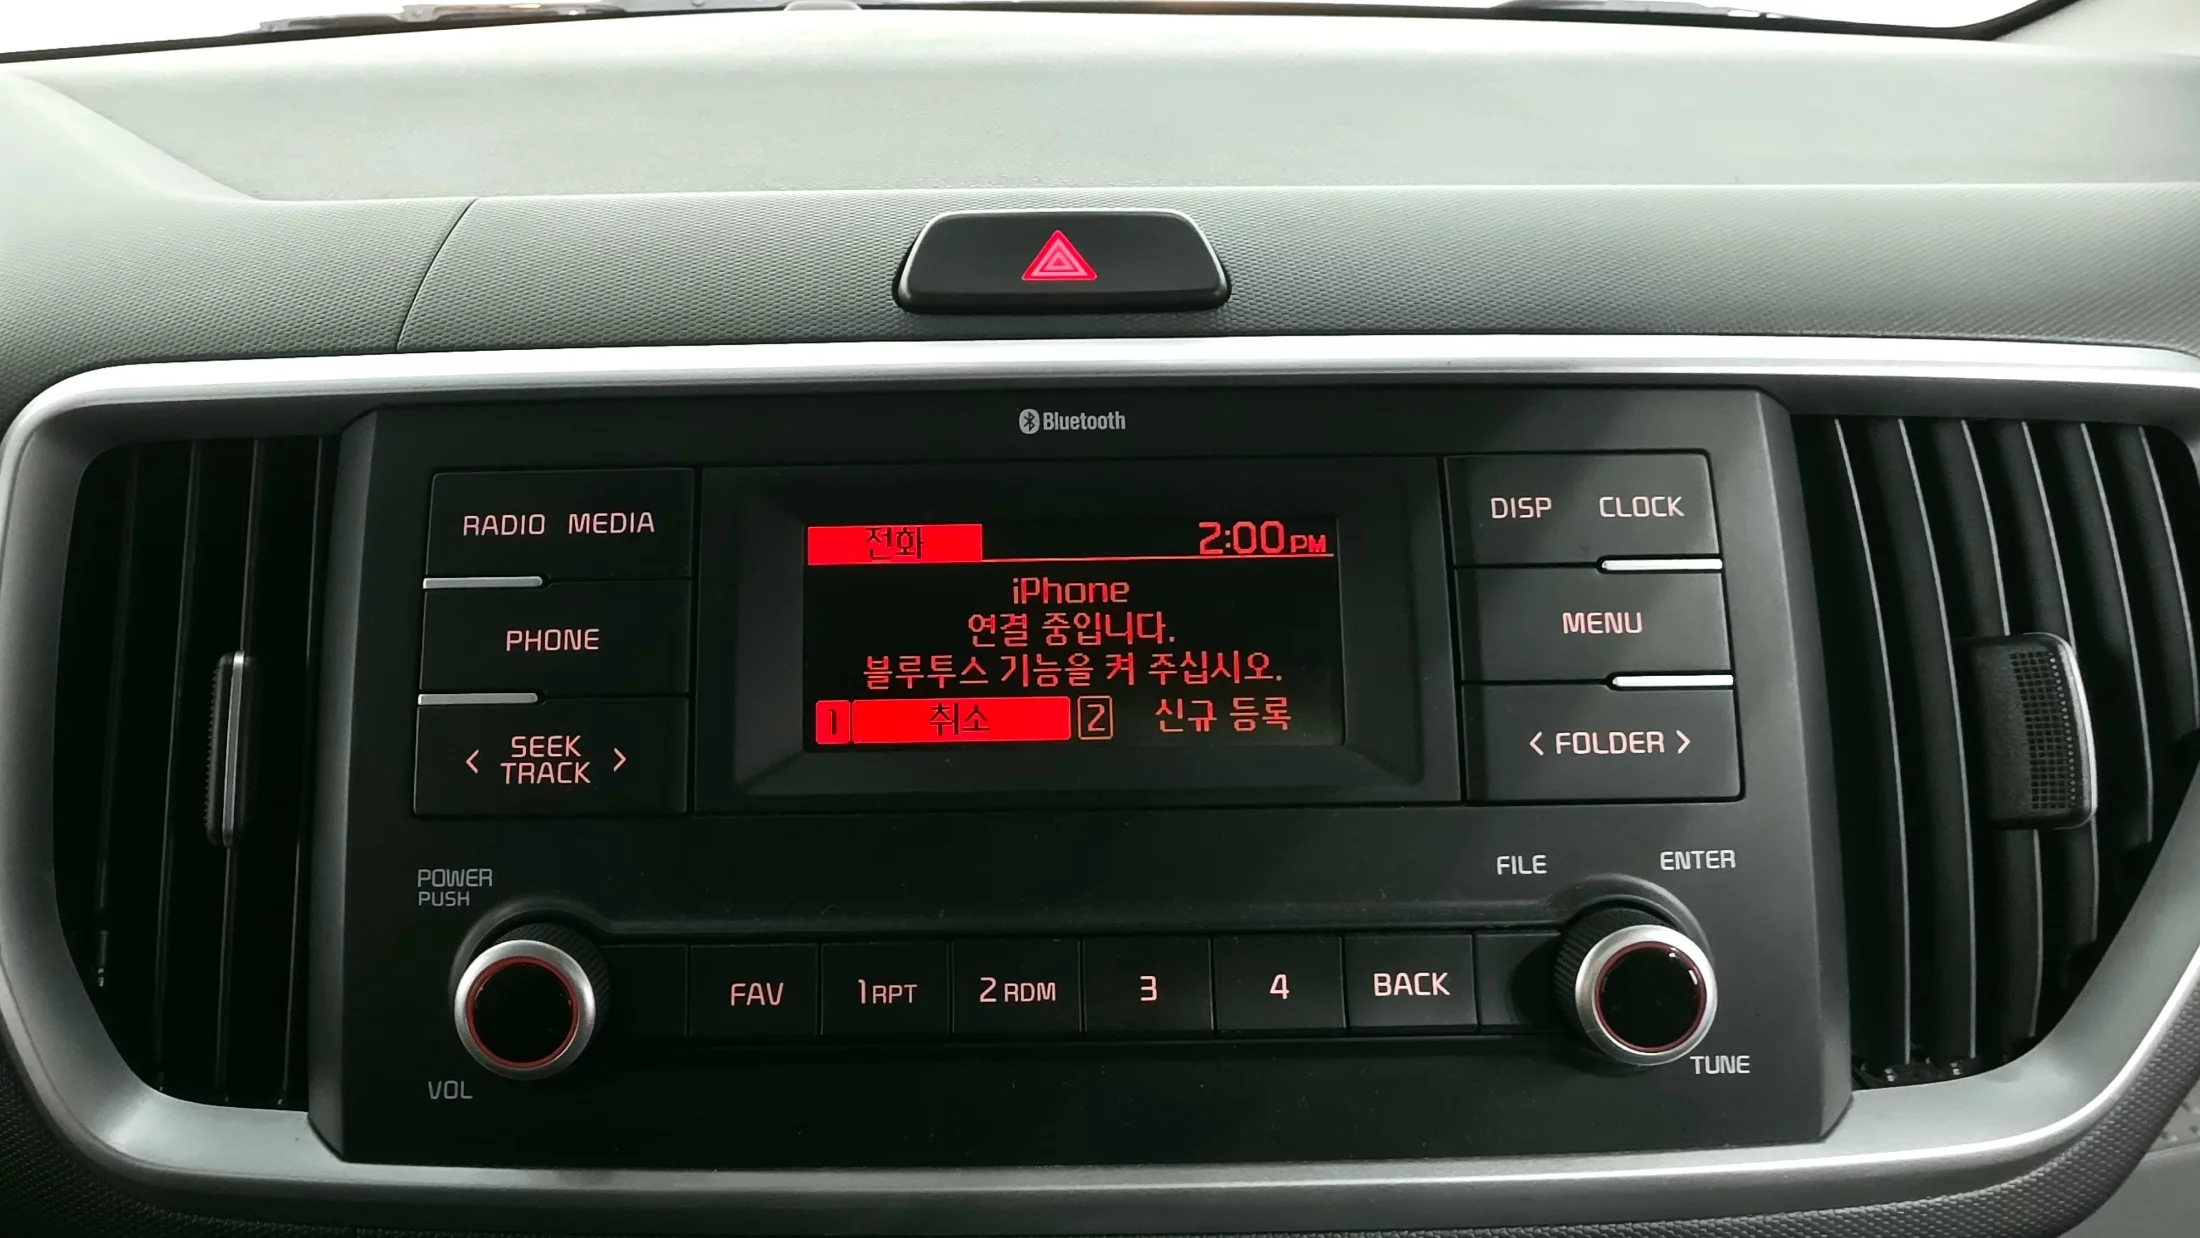 Bluetooth
RADIO MEDIA
DISP CLOCK
전화 2:00 PM
iPhone
연결 중입니다.
블루투스 기능을 켜 주십시오.
1 취소 2 신규 등록
PHONE
MENU
< SEEK TRACK >
< FOLDER >
POWER
PUSH
FILE ENTER
FAV 1 RPT 2 RDM 3 4 BACK
VOL
TUNE